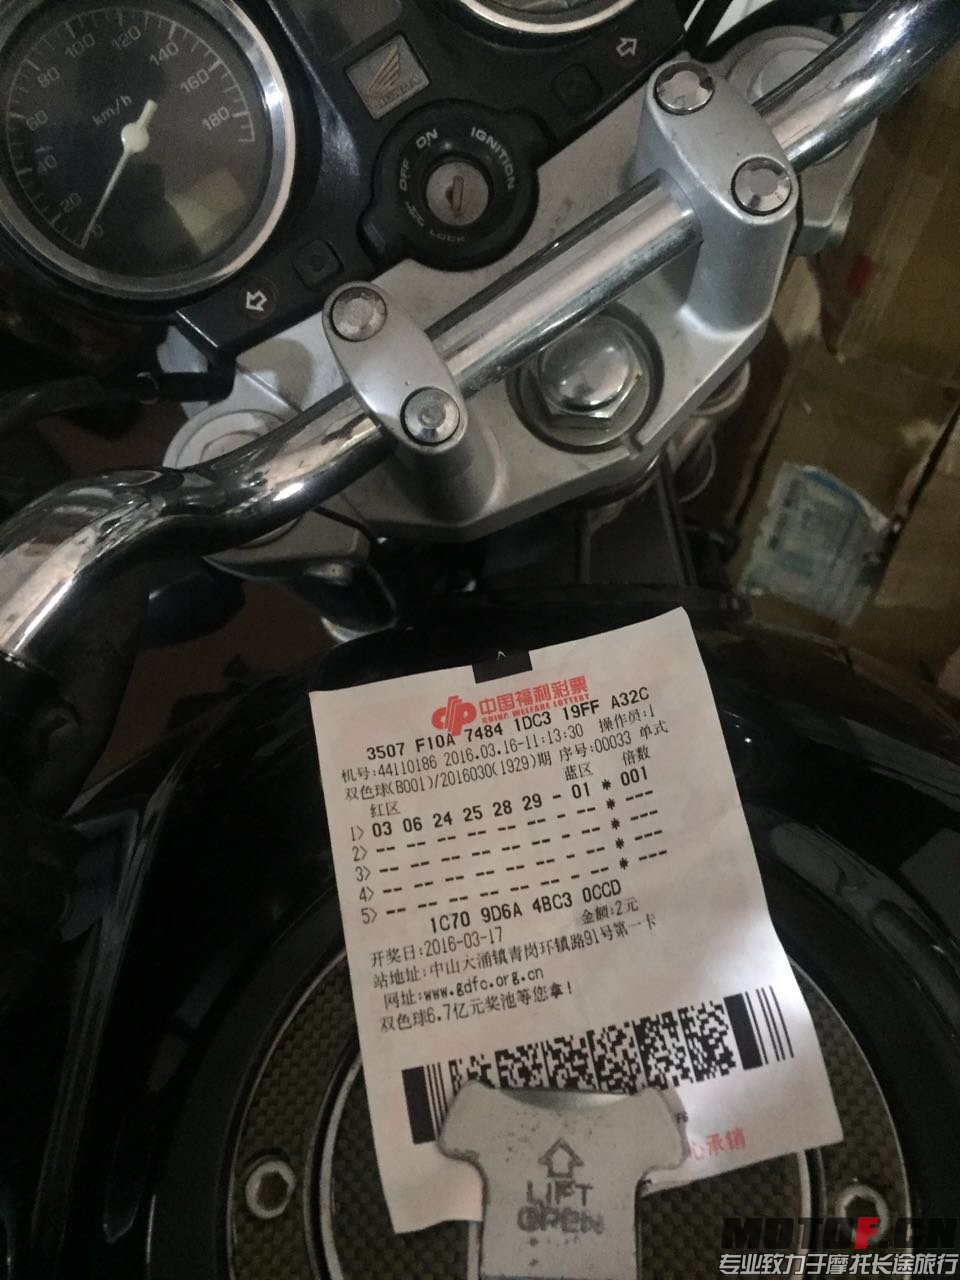 100 120 140
80 160
60 180
40
20
0
km/h
HONDA
OFF ON IGNITION
LOCK
中国福利彩票
CHINA WELFARE LOTTERY
3507 F10A 7484 1DC3 19FF A32C
机号:44110186 2016.03.16-11:13:30 操作员:1
双色球(B001)/2016030(1929)期 序号:00033 单式
红区 蓝区 倍数
1> 03 06 24 25 28 29 - 01 * 001
2> -- -- -- -- -- -- - -- * ---
3> -- -- -- -- -- -- - -- * ---
4> -- -- -- -- -- -- - -- * ---
5> -- -- -- -- -- -- - -- * ---
1C70 9D6A 4BC3 0CCD
开奖日:2016-03-17 金额:2元
站地址:中山大涌镇青岗环镇路91号第一卡
网址:www.gdfc.org.cn
双色球6.7亿元奖池等您拿!
心承销
LIFT
OPEN
MOTOF.CN
专业致力于摩托长途旅行